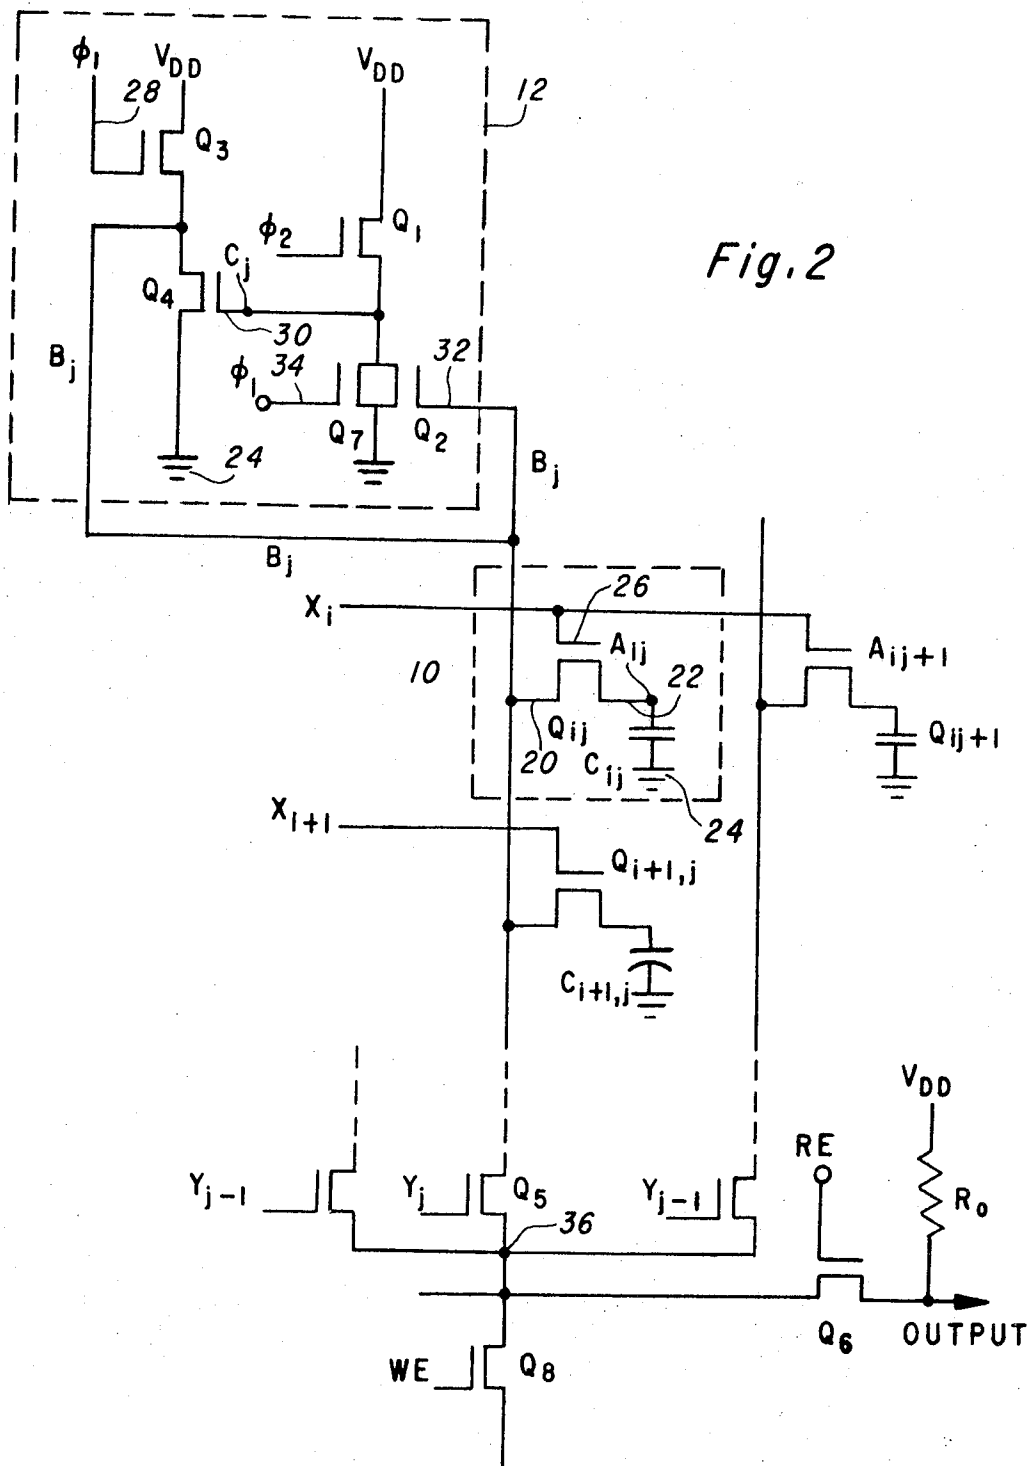 ϕ1
VDD
VDD
28
12
Q3
ϕ2
Q1
Cj
Fig.2
Q4
30
Bj
ϕ1
34
32
Q7
Q2
24
Bj
Bj
Xi
26
10
Aij
Aij+1
22
Qij
20
Cij
Qij+1
24
Xi+1
Qi+1,j
Ci+1,j
VDD
RE
Yj-1
Yj
Q5
Yj-1
Ro
36
Q6
OUTPUT
WE
Q8